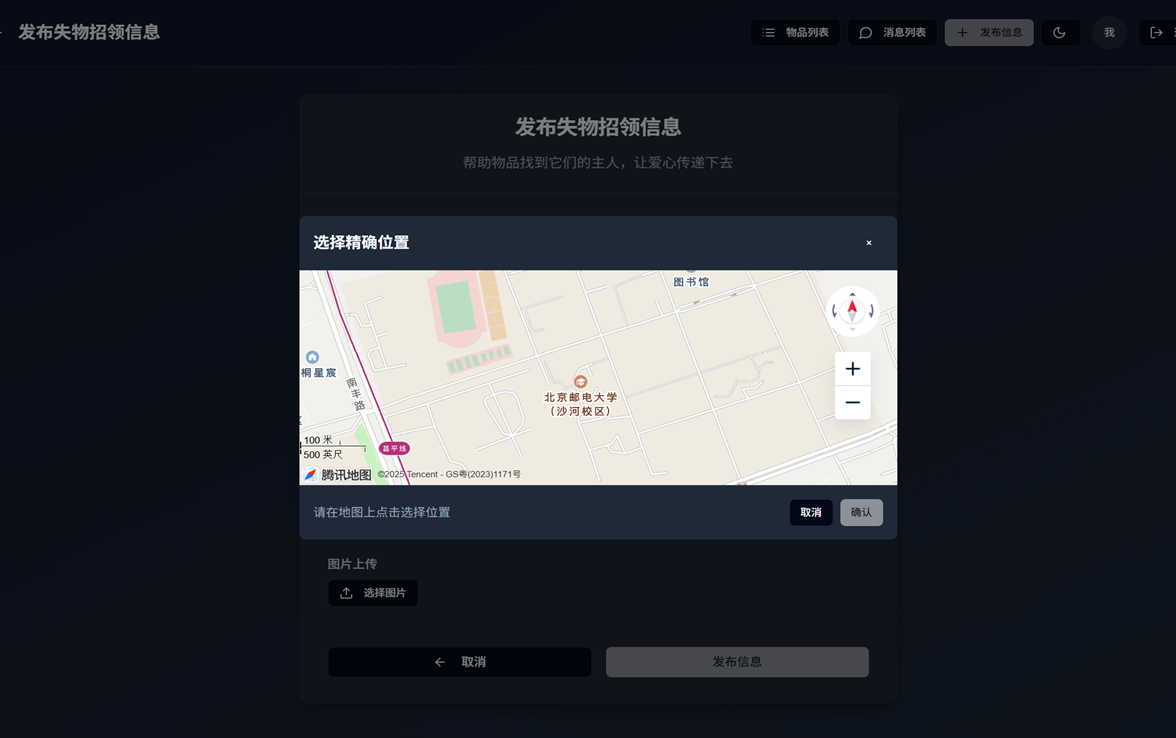 发布失物招领信息
物品列表
消息列表
发布信息
我
发布失物招领信息
帮助物品找到它们的主人，让爱心传递下去
选择精确位置
×
图书馆
桐星宸
南丰路
北京邮电大学
（沙河校区）
昌平线
100 米
500 英尺
腾讯地图 ©2025 Tencent - GS粤(2023)1171号
请在地图上点击选择位置
取消
确认
图片上传
选择图片
取消
发布信息